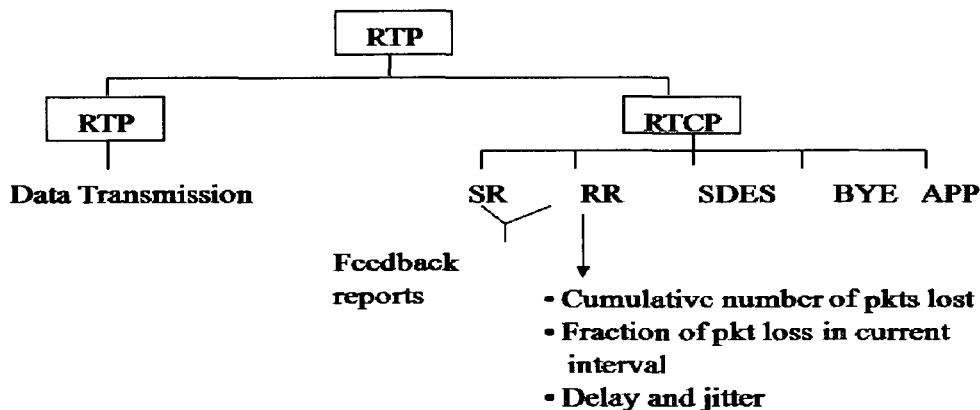 RTP
RTP
RTCP
Data Transmission
SR RR SDES BYE APP
Feedback
reports
• Cumulative number of pkts lost
• Fraction of pkt loss in current
interval
• Delay and jitter